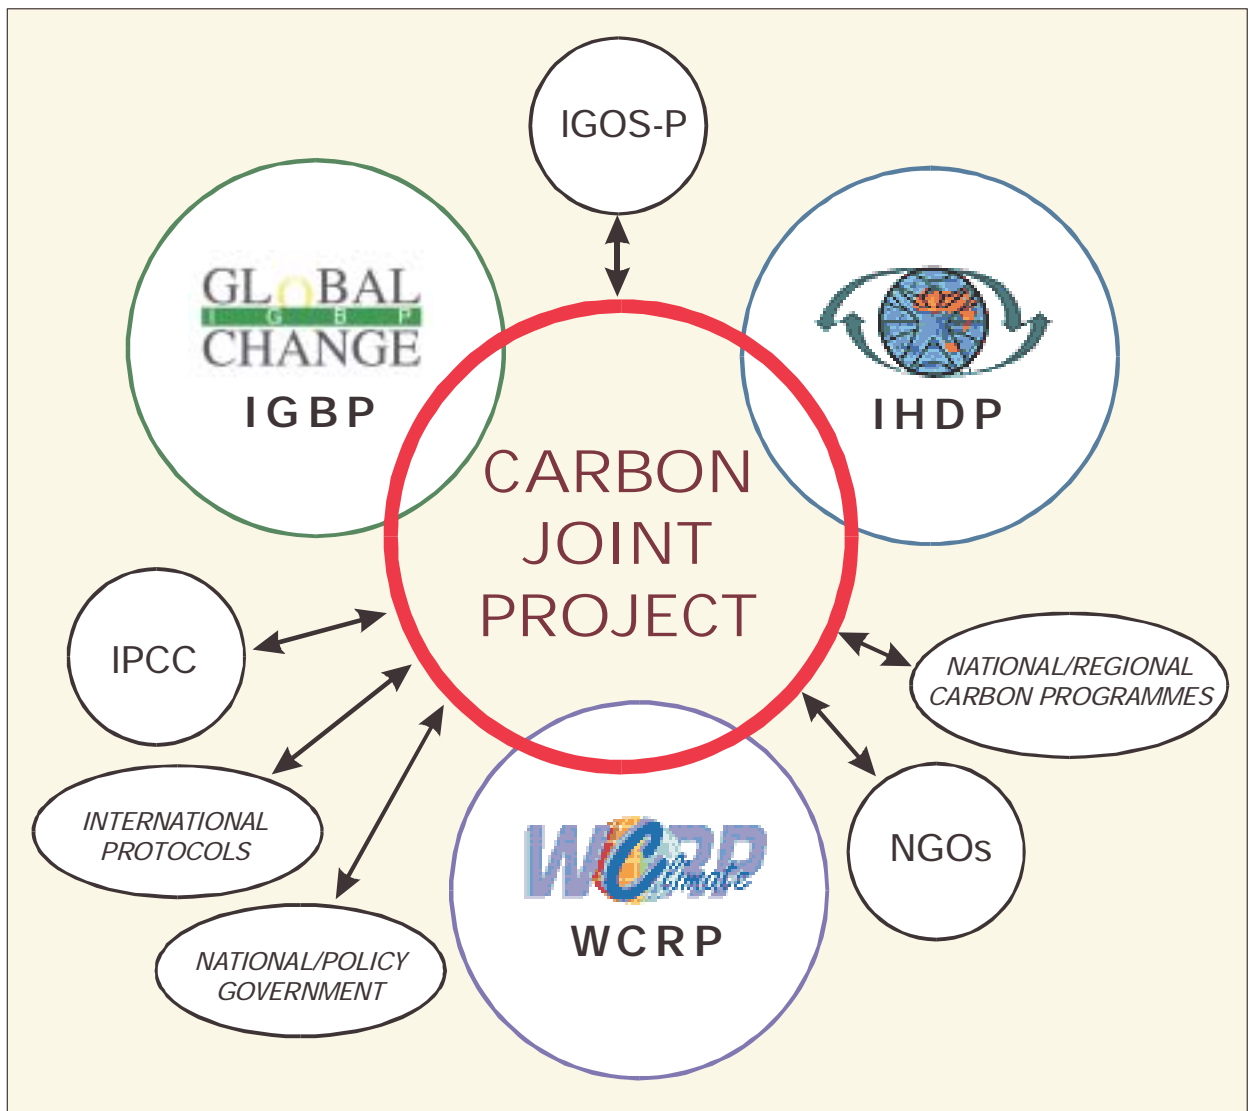 IGOS-P
GLOBAL
I G B P
CHANGE
IGBP
IHDP
CARBON
JOINT
PROJECT
IPCC
NATIONAL/REGIONAL
CARBON PROGRAMMES
INTERNATIONAL
PROTOCOLS
NGOs
WCRP
Climate
WCRP
NATIONAL/POLICY
GOVERNMENT